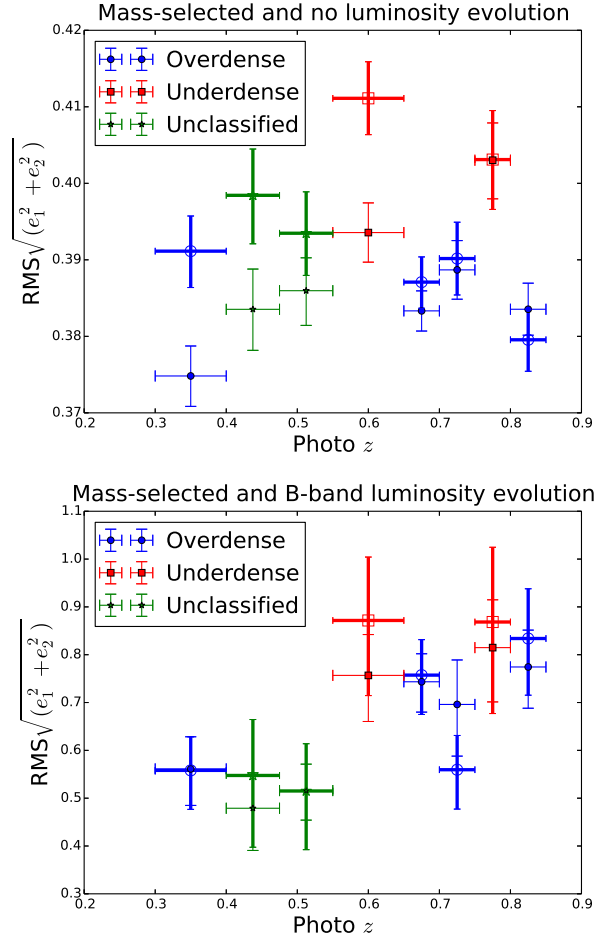 Mass-selected and no luminosity evolution
RMS√(e₁² + e₂²)
0.42
0.41
0.40
0.39
0.38
0.37
Overdense
Underdense
Unclassified
0.2 0.3 0.4 0.5 0.6 0.7 0.8 0.9
Photo z
Mass-selected and B-band luminosity evolution
RMS√(e₁² + e₂²)
1.1
1.0
0.9
0.8
0.7
0.6
0.5
0.4
0.3
Overdense
Underdense
Unclassified
0.2 0.3 0.4 0.5 0.6 0.7 0.8 0.9
Photo z